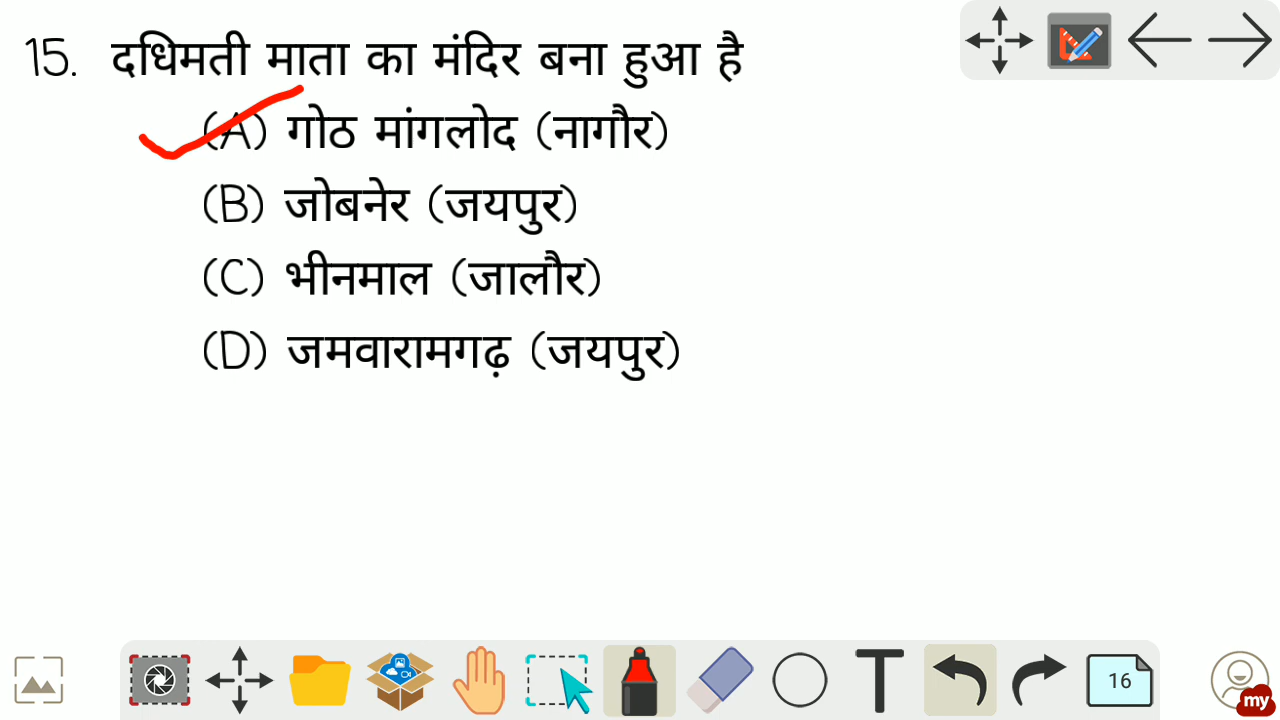 15. दधिमती माता का मंदिर बना हुआ है
(A) गोठ मांगलोद (नागौर)
(B) जोबनेर (जयपुर)
(C) भीनमाल (जालौर)
(D) जमवारामगढ़ (जयपुर)
T
16
my